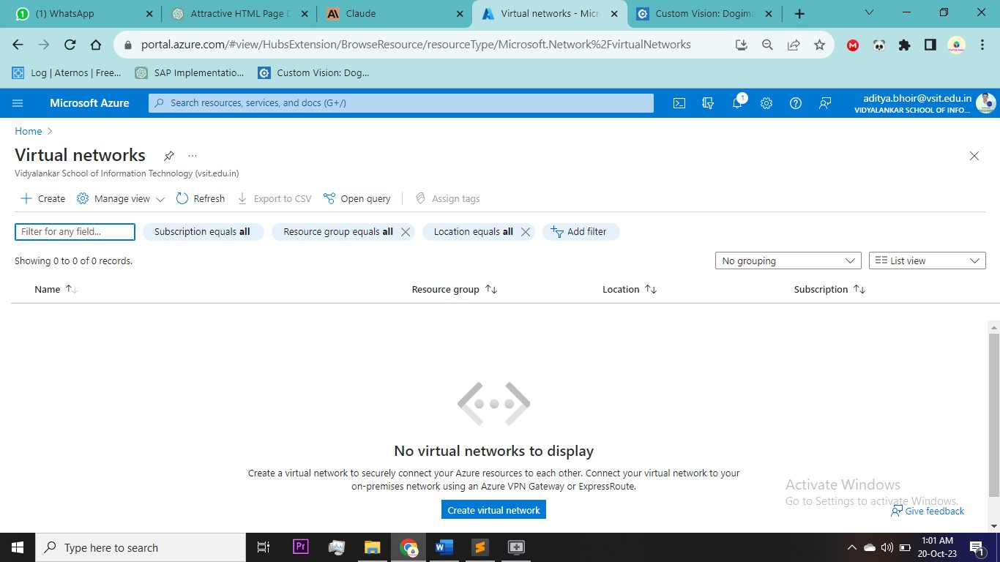 (1) WhatsApp
Attractive HTML Page D
Claude
Virtual networks - Micr
Custom Vision: Dogima
portal.azure.com/#view/HubsExtension/BrowseResource/resourceType/Microsoft.Network%2FvirtualNetworks
Log | Aternos | Free...
SAP Implementatio...
Custom Vision: Dog...
Microsoft Azure
Search resources, services, and docs (G+/)
1
aditya.bhoir@vsit.edu.in
VIDYALANKAR SCHOOL OF INFO...
Home
Virtual networks
Vidyalankar School of Information Technology (vsit.edu.in)
Create
Manage view
Refresh
Export to CSV
Open query
Assign tags
Filter for any field...
Subscription equals all
Resource group equals all
Location equals all
Add filter
Showing 0 to 0 of 0 records.
No grouping
List view
Name
Resource group
Location
Subscription
No virtual networks to display
Create a virtual network to securely connect your Azure resources to each other. Connect your virtual network to your
on-premises network using an Azure VPN Gateway or ExpressRoute.
Create virtual network
Activate Windows
Go to Settings to activate Windows.
Give feedback
Type here to search
Pr
1:01 AM
20-Oct-23
1